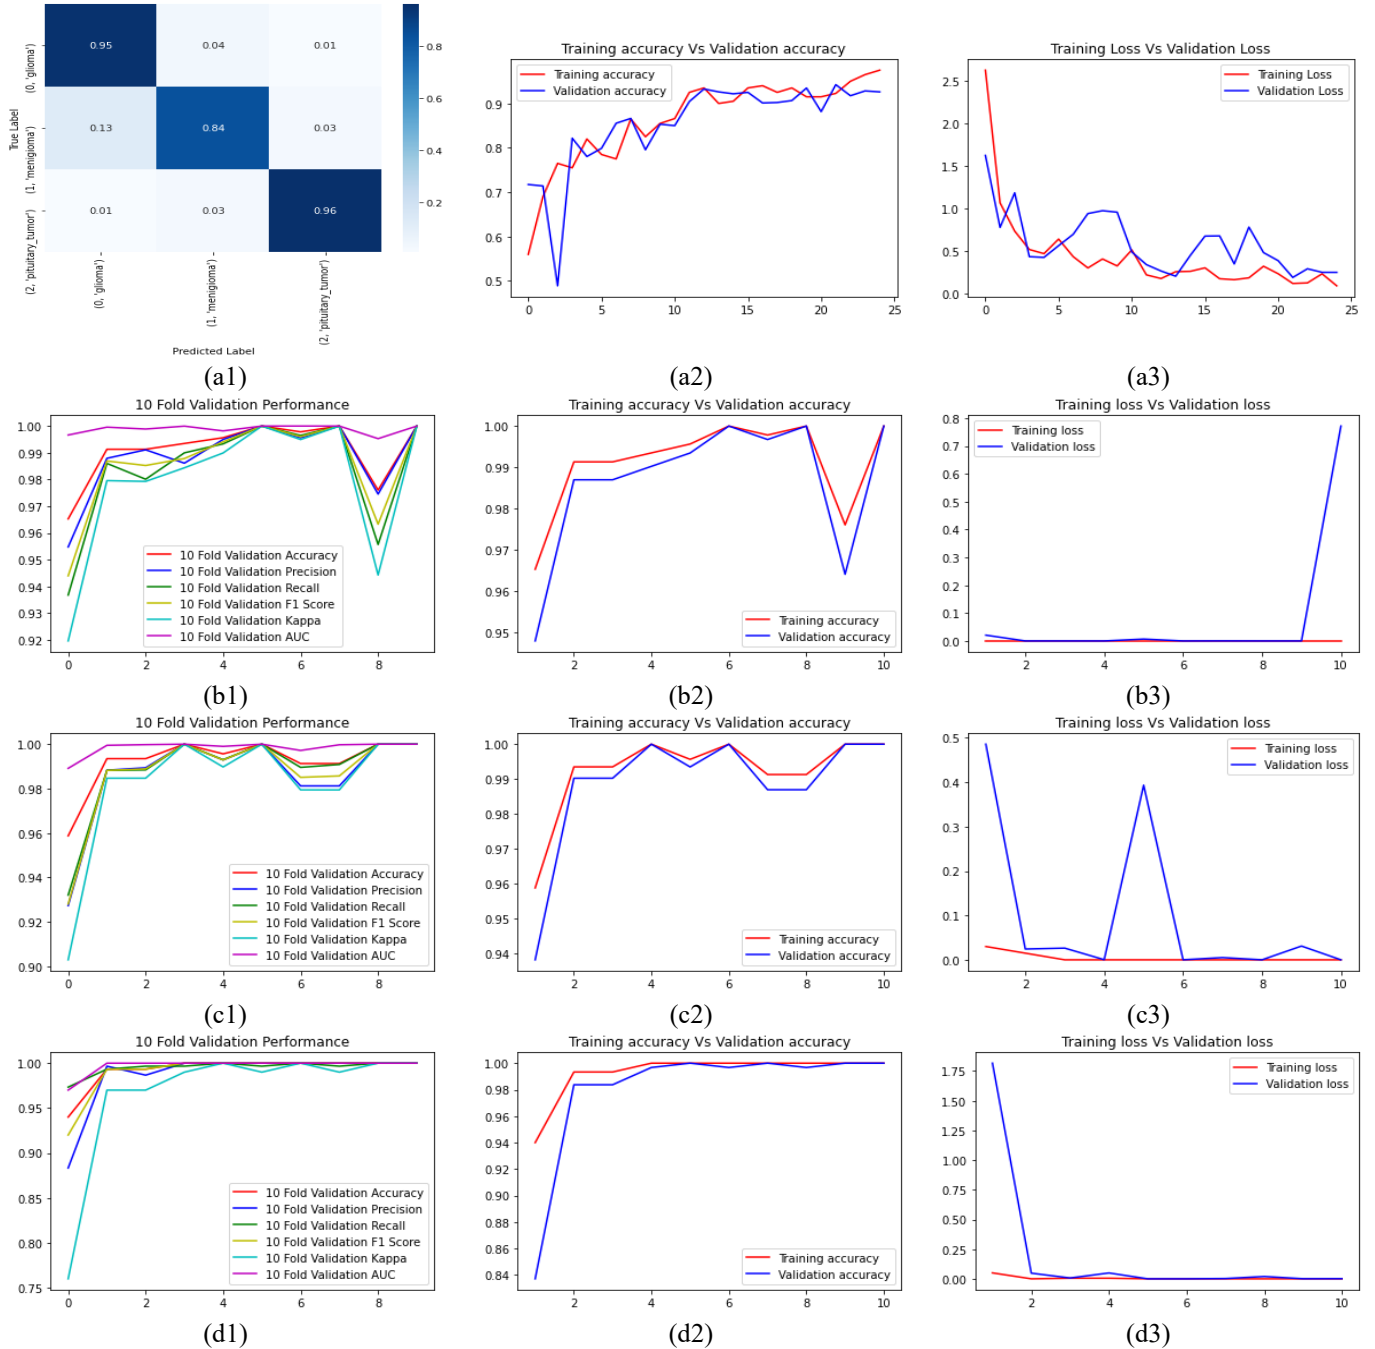 0.95 0.04 0.01
0.13 0.84 0.03
0.01 0.03 0.96
True Label
(0, 'glioma')
(1, 'menigioma')
(2, 'pituitary_tumor')
(0, 'glioma')
(1, 'menigioma')
(2, 'pituitary_tumor')
Predicted Label
0.8
0.6
0.4
0.2
(a1)
Training accuracy Vs Validation accuracy
Training accuracy
Validation accuracy
0.9
0.8
0.7
0.6
0.5
0 5 10 15 20 25
(a2)
Training Loss Vs Validation Loss
Training Loss
Validation Loss
2.5
2.0
1.5
1.0
0.5
0.0
0 5 10 15 20 25
(a3)
10 Fold Validation Performance
1.00
0.99
0.98
0.97
0.96
0.95
0.94
0.93
0.92
10 Fold Validation Accuracy
10 Fold Validation Precision
10 Fold Validation Recall
10 Fold Validation F1 Score
10 Fold Validation Kappa
10 Fold Validation AUC
0 2 4 6 8
(b1)
Training accuracy Vs Validation accuracy
1.00
0.99
0.98
0.97
0.96
0.95
Training accuracy
Validation accuracy
2 4 6 8 10
(b2)
Training loss Vs Validation loss
Training loss
Validation loss
0.8
0.7
0.6
0.5
0.4
0.3
0.2
0.1
0.0
2 4 6 8 10
(b3)
10 Fold Validation Performance
1.00
0.98
0.96
0.94
0.92
0.90
10 Fold Validation Accuracy
10 Fold Validation Precision
10 Fold Validation Recall
10 Fold Validation F1 Score
10 Fold Validation Kappa
10 Fold Validation AUC
0 2 4 6 8
(c1)
Training accuracy Vs Validation accuracy
1.00
0.99
0.98
0.97
0.96
0.95
0.94
Training accuracy
Validation accuracy
2 4 6 8 10
(c2)
Training loss Vs Validation loss
Training loss
Validation loss
0.5
0.4
0.3
0.2
0.1
0.0
2 4 6 8 10
(c3)
10 Fold Validation Performance
1.00
0.95
0.90
0.85
0.80
0.75
10 Fold Validation Accuracy
10 Fold Validation Precision
10 Fold Validation Recall
10 Fold Validation F1 Score
10 Fold Validation Kappa
10 Fold Validation AUC
0 2 4 6 8
(d1)
Training accuracy Vs Validation accuracy
1.00
0.98
0.96
0.94
0.92
0.90
0.88
0.86
0.84
Training accuracy
Validation accuracy
2 4 6 8 10
(d2)
Training loss Vs Validation loss
Training loss
Validation loss
1.75
1.50
1.25
1.00
0.75
0.50
0.25
0.00
2 4 6 8 10
(d3)